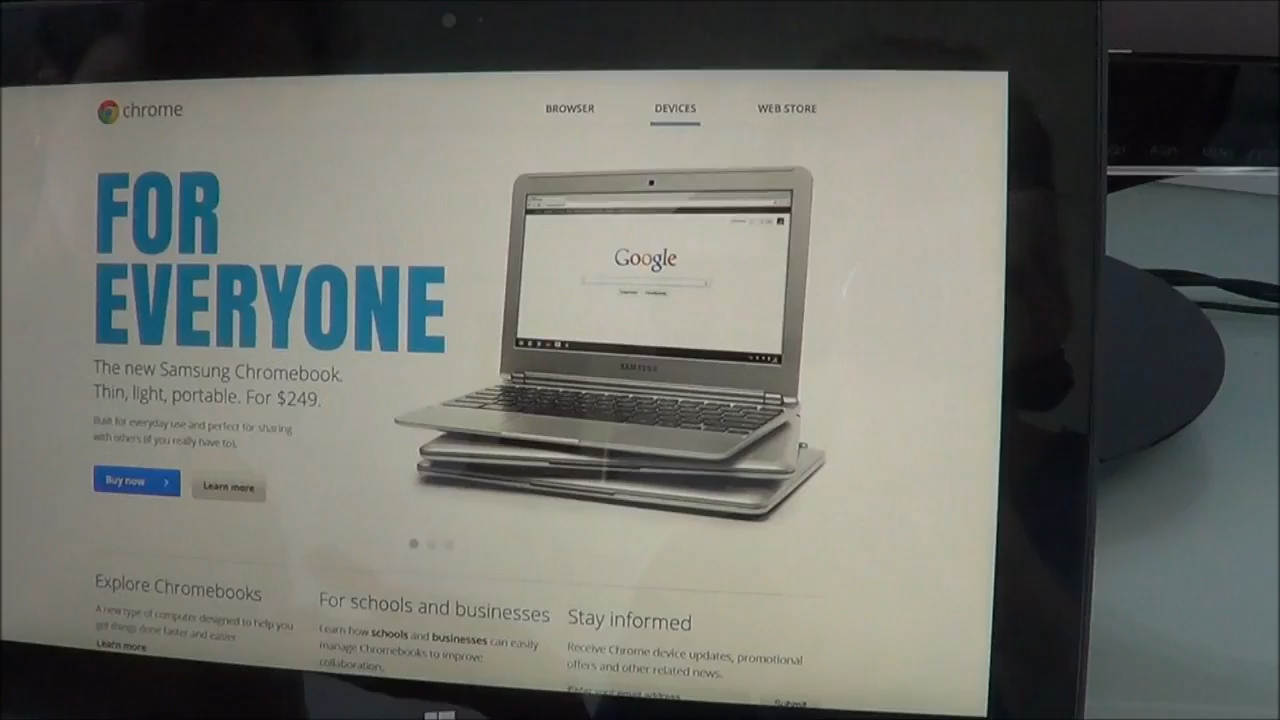 chrome
BROWSER
DEVICES
WEB STORE
FOR
EVERYONE
The new Samsung Chromebook.
Thin, light, portable. For $249.
Built for everyday use and perfect for sharing
with others (if you really have to).
Buy now
Learn more
Google
SAMSUNG
Explore Chromebooks
A new type of computer designed to help you
get things done faster and easier.
Learn more
For schools and businesses
Learn how schools and businesses can easily
manage Chromebooks to improve
collaboration.
Stay informed
Receive Chrome device updates, promotional
offers and other related news.
Enter your email address
Submit